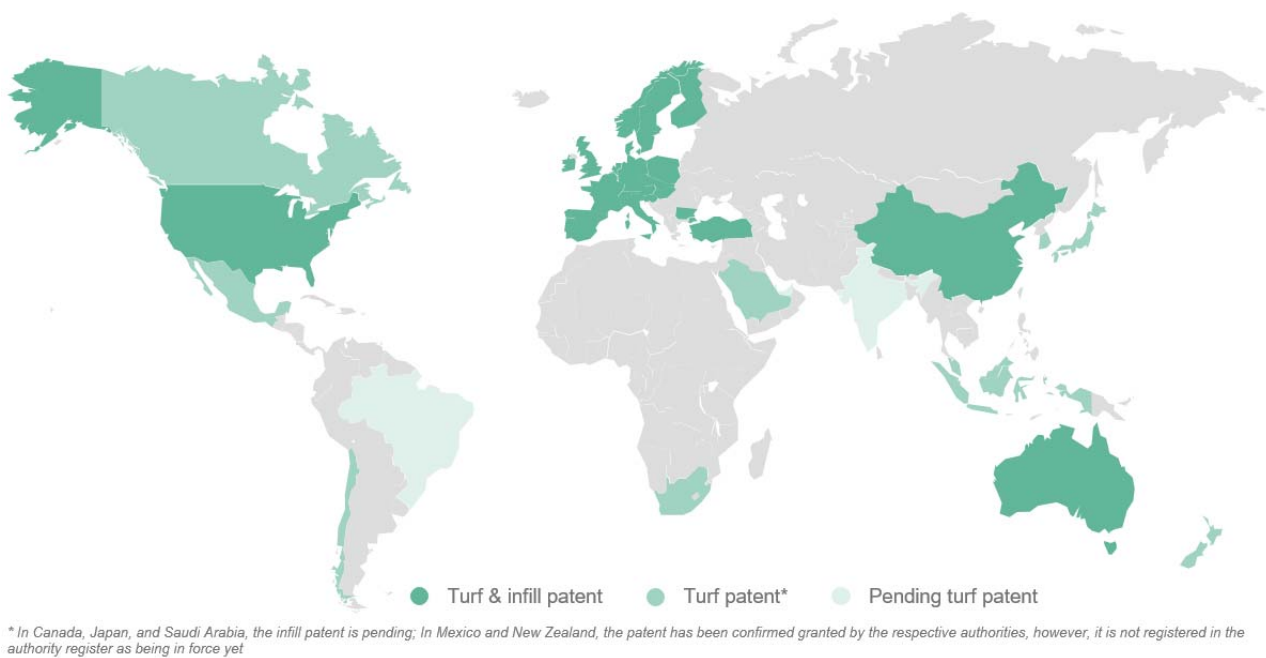 Turf & infill patent Turf patent* Pending turf patent
* In Canada, Japan, and Saudi Arabia, the infill patent is pending; In Mexico and New Zealand, the patent has been confirmed granted by the respective authorities, however, it is not registered in the
authority register as being in force yet